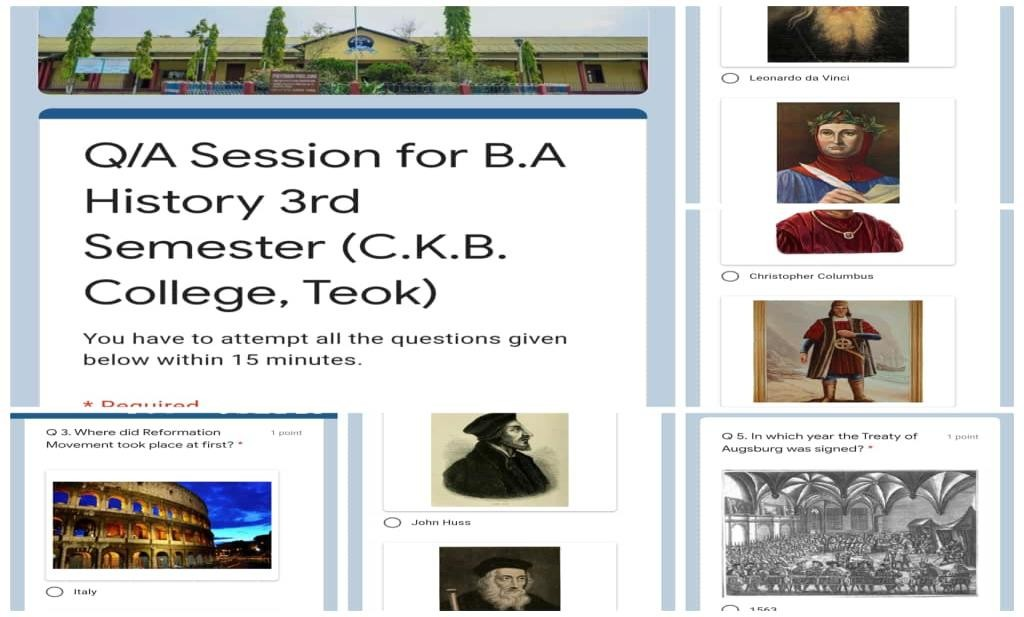 Q/A Session for B.A
History 3rd
Semester (C.K.B.
College, Teok)
You have to attempt all the questions given
below within 15 minutes.
* Required
Leonardo da Vinci
Christopher Columbus
Q 3. Where did Reformation
Movement took place at first? *
1 point
Italy
John Huss
Q 5. In which year the Treaty of
Augsburg was signed? *
1 point
1563